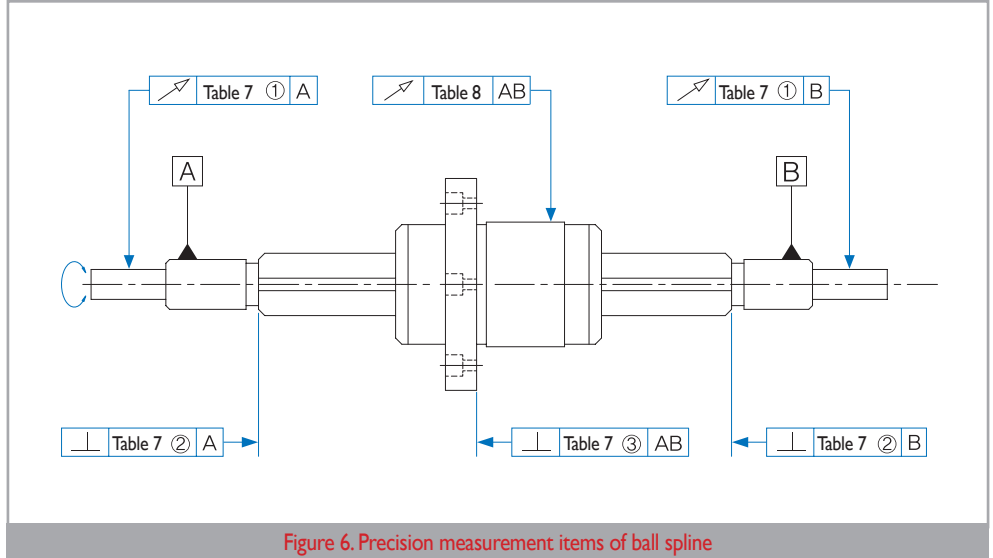 Table 7 ① A
Table 8 AB
Table 7 ① B
A
B
Table 7 ② A
Table 7 ③ AB
Table 7 ② B
Figure 6. Precision measurement items of ball spline